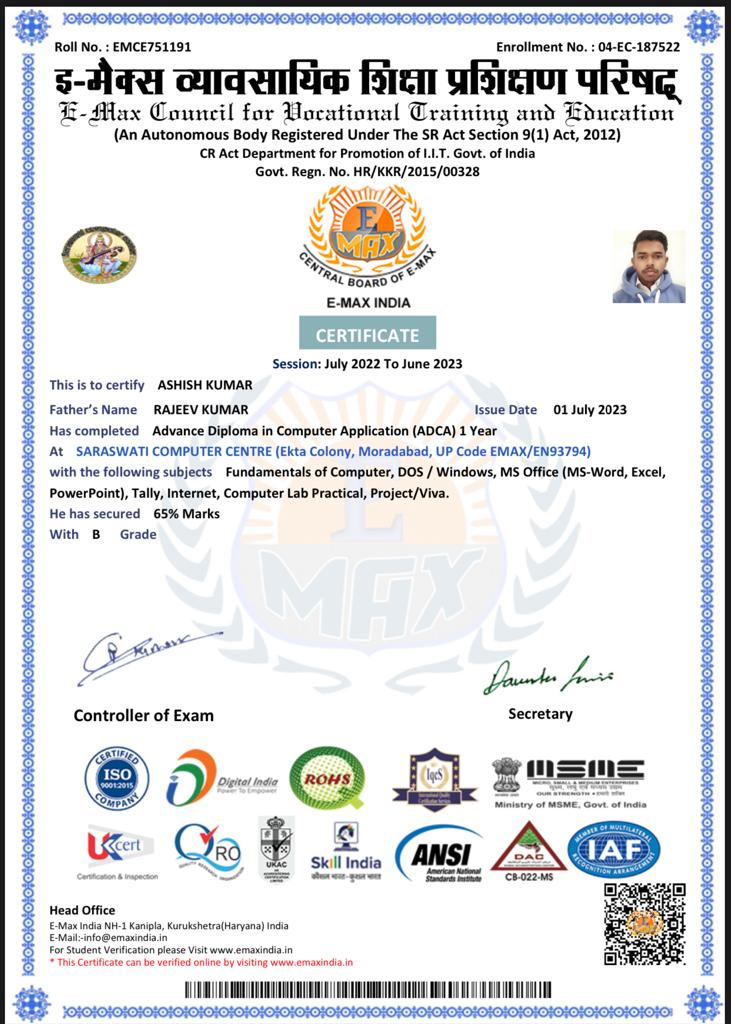 Roll No. : EMCE751191
Enrollment No. : 04-EC-187522
इ-मैक्स व्यावसायिक शिक्षा प्रशिक्षण परिषद्
E-Max Council for Vocational Training and Education
(An Autonomous Body Registered Under The SR Act Section 9(1) Act, 2012)
CR Act Department for Promotion of I.I.T. Govt. of India
Govt. Regn. No. HR/KKR/2015/00328
E
MAX
CENTRAL BOARD OF E-MAX
E-MAX INDIA
CERTIFICATE
Session: July 2022 To June 2023
This is to certify ASHISH KUMAR
Father's Name RAJEEV KUMAR Issue Date 01 July 2023
Has completed Advance Diploma in Computer Application (ADCA) 1 Year
At SARASWATI COMPUTER CENTRE (Ekta Colony, Moradabad, UP Code EMAX/EN93794)
with the following subjects Fundamentals of Computer, DOS / Windows, MS Office (MS-Word, Excel,
PowerPoint), Tally, Internet, Computer Lab Practical, Project/Viva.
He has secured 65% Marks
With B Grade
E
MAX
Controller of Exam
Secretary
CERTIFIED
ISO
9001:2015
COMPANY
Digital India
Power To Empower
ROHS
IqcS
MSME
MICRO, SMALL & MEDIUM ENTERPRISES
OUR STRENGTH
Ministry of MSME, Govt. of India
UKcert
Certification & Inspection
QRO
UKAC
Skill India
कौशल भारत-कुशल भारत
ANSI
American National
Standards Institute
DAC
CB-022-MS
MEMBER OF MULTILATERAL
IAF
RECOGNITION ARRANGEMENT
Head Office
E-Max India NH-1 Kanipla, Kurukshetra(Haryana) India
E-Mail:-info@emaxindia.in
For Student Verification please Visit www.emaxindia.in
* This Certificate can be verified online by visiting www.emaxindia.in